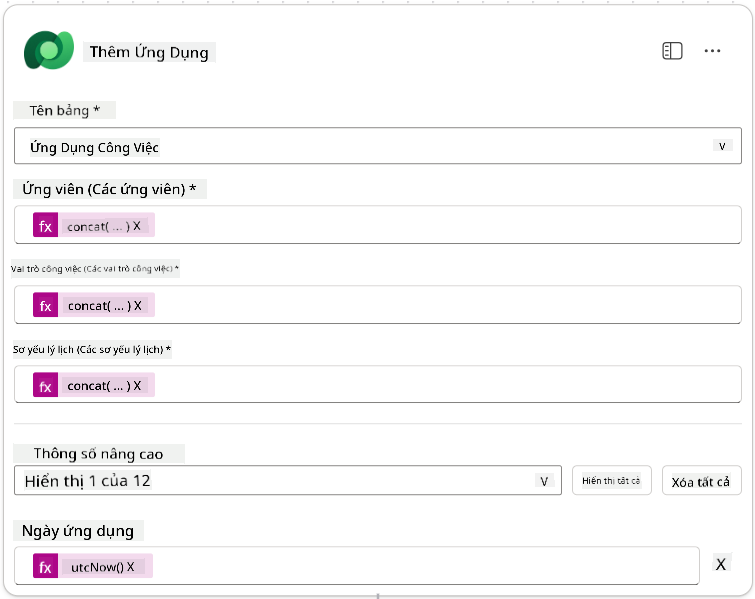 Thêm Ứng Dụng
Tên bảng *
Ứng Dụng Công Việc
v
Ứng viên (Các ứng viên) *
fx concat( ... ) X
Vai trò công việc (Các vai trò công việc) *
fx concat( ... ) X
Sơ yếu lý lịch (Các sơ yếu lý lịch) *
fx concat( ... ) X
Thông số nâng cao
Hiển thị 1 của 12 V Hiển thị tất cả Xóa tất cả
Ngày ứng dụng
fx utcNow() X X